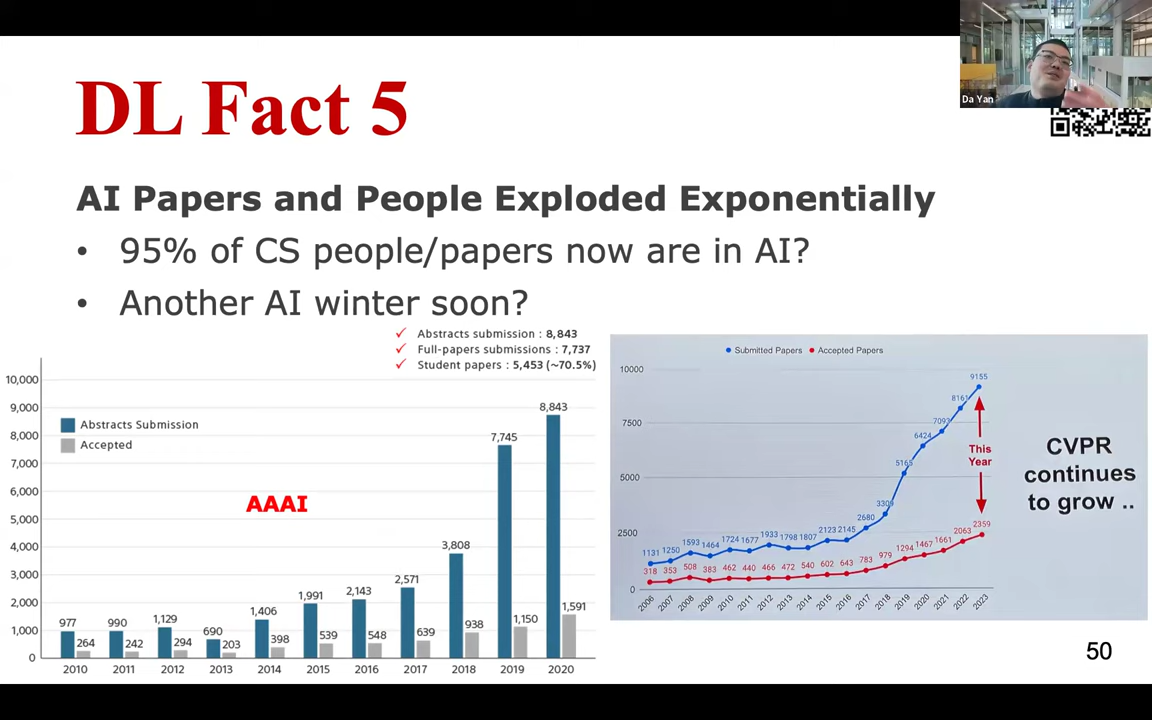 Da Yan
DL Fact 5
AI Papers and People Exploded Exponentially
• 95% of CS people/papers now are in AI?
• Another AI winter soon?
✓ Abstracts submission : 8,843
✓ Full-papers submissions : 7,737
✓ Student papers : 5,453 (~70.5%)
10,000
9,000
8,000
7,000
6,000
5,000
4,000
3,000
2,000
1,000
0
Abstracts Submission
Accepted
AAAI
977 990 1,129 690 1,406 1,991 2,143 2,571 3,808 7,745 8,843
264 242 294 203 398 539 548 639 938 1,150 1,591
2010 2011 2012 2013 2014 2015 2016 2017 2018 2019 2020
Submitted Papers Accepted Papers
10000
7500
5000
2500
0
1131 1250 1593 1464 1724 1677 1933 1798 1807 2123 2145 2680 3309 5165 6424 7093 8161 9155
318 353 508 383 462 440 466 472 540 602 643 783 979 1294 1467 1661 2063 2359
2006 2007 2008 2009 2010 2011 2012 2013 2014 2015 2016 2017 2018 2019 2020 2021 2022 2023
This
Year
CVPR
continues
to grow ..
50